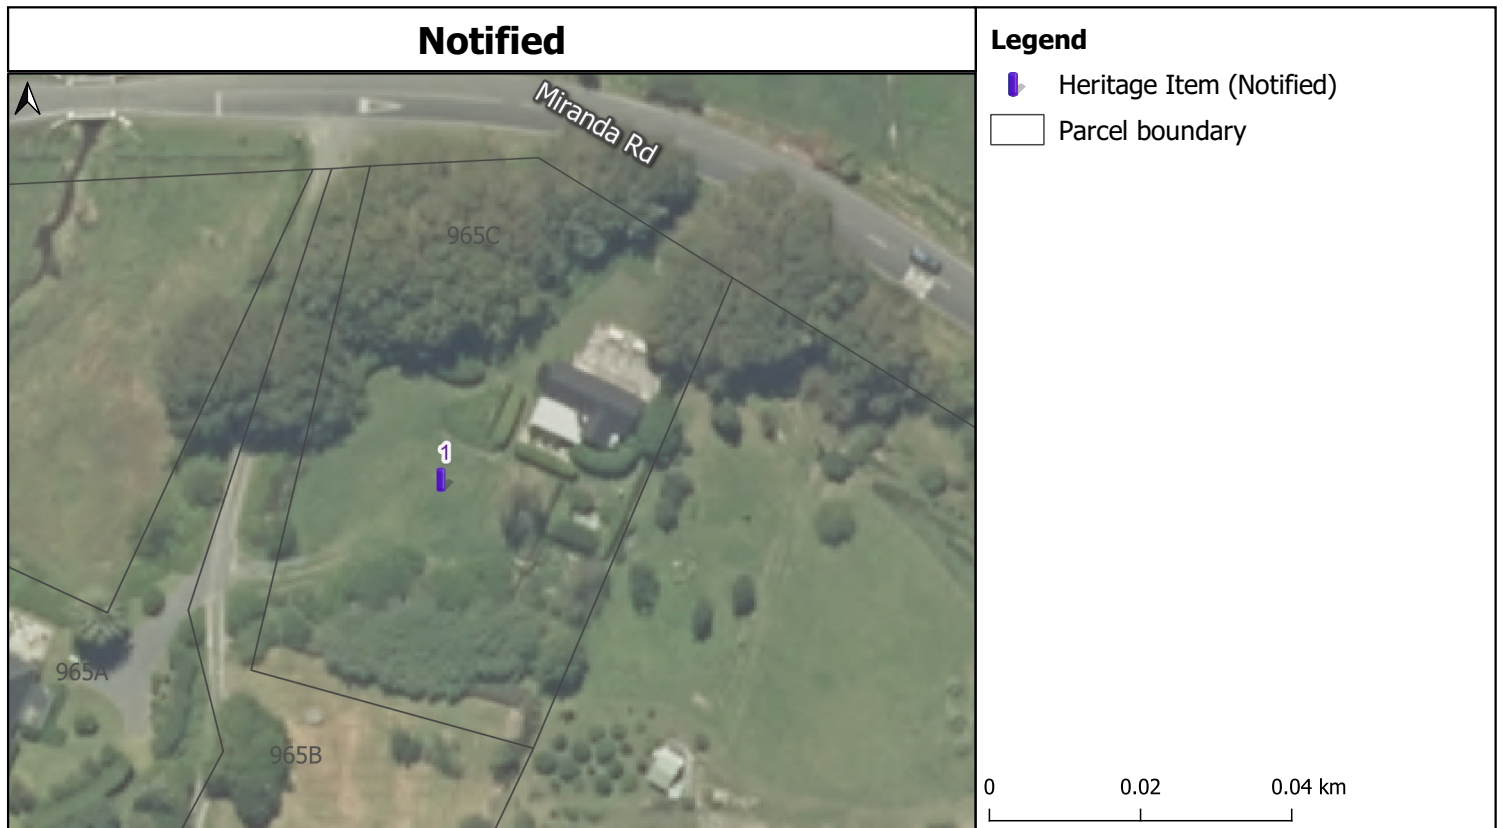 Notified
Legend
Heritage Item (Notified)
Parcel boundary
Miranda Rd
965C
1
965A
965B
0 0.02 0.04 km